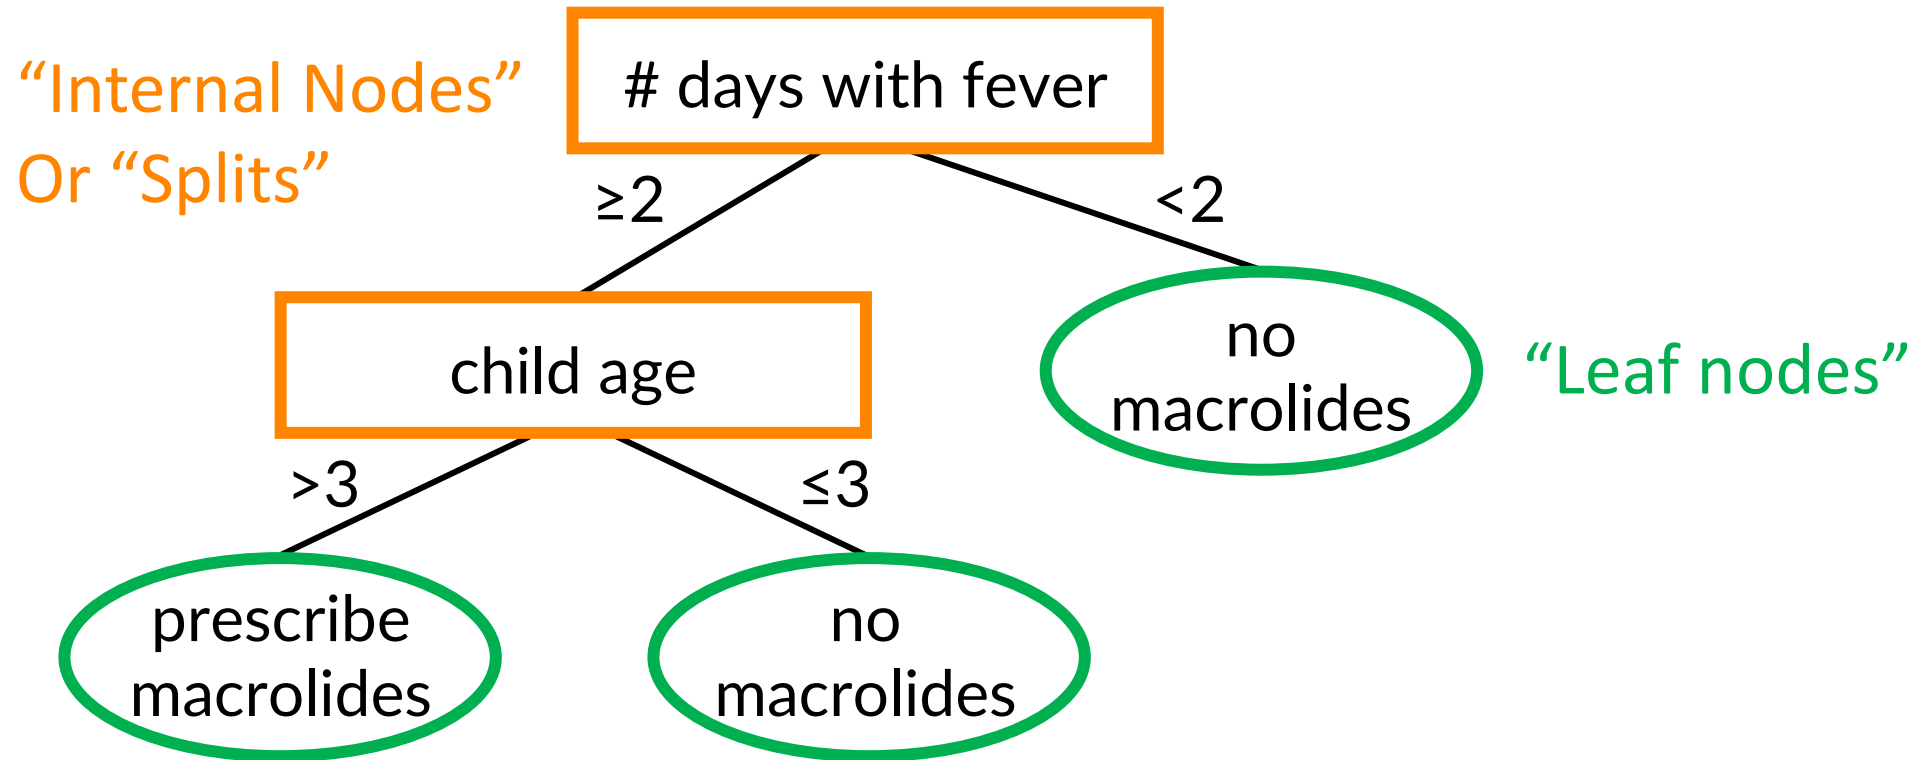 “Internal Nodes”
Or “Splits”
# days with fever
≥2
<2
child age
no
macrolides
“Leaf nodes”
>3
≤3
prescribe
macrolides
no
macrolides